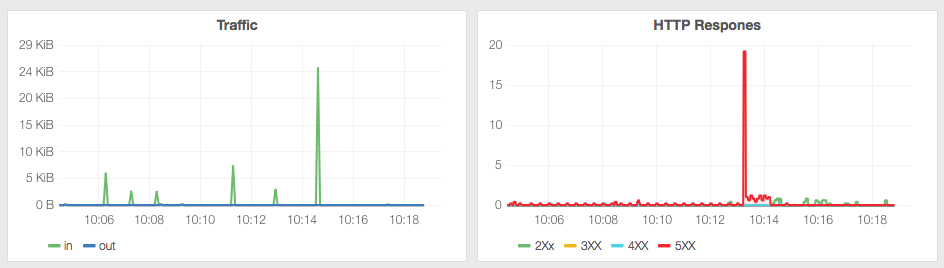 Traffic
29 KiB
24 KiB
20 KiB
15 KiB
10 KiB
5 KiB
0 B
10:06 10:08 10:10 10:12 10:14 10:16 10:18
in out
HTTP Respones
20
15
10
5
0
10:06 10:08 10:10 10:12 10:14 10:16 10:18
2Xx 3XX 4XX 5XX